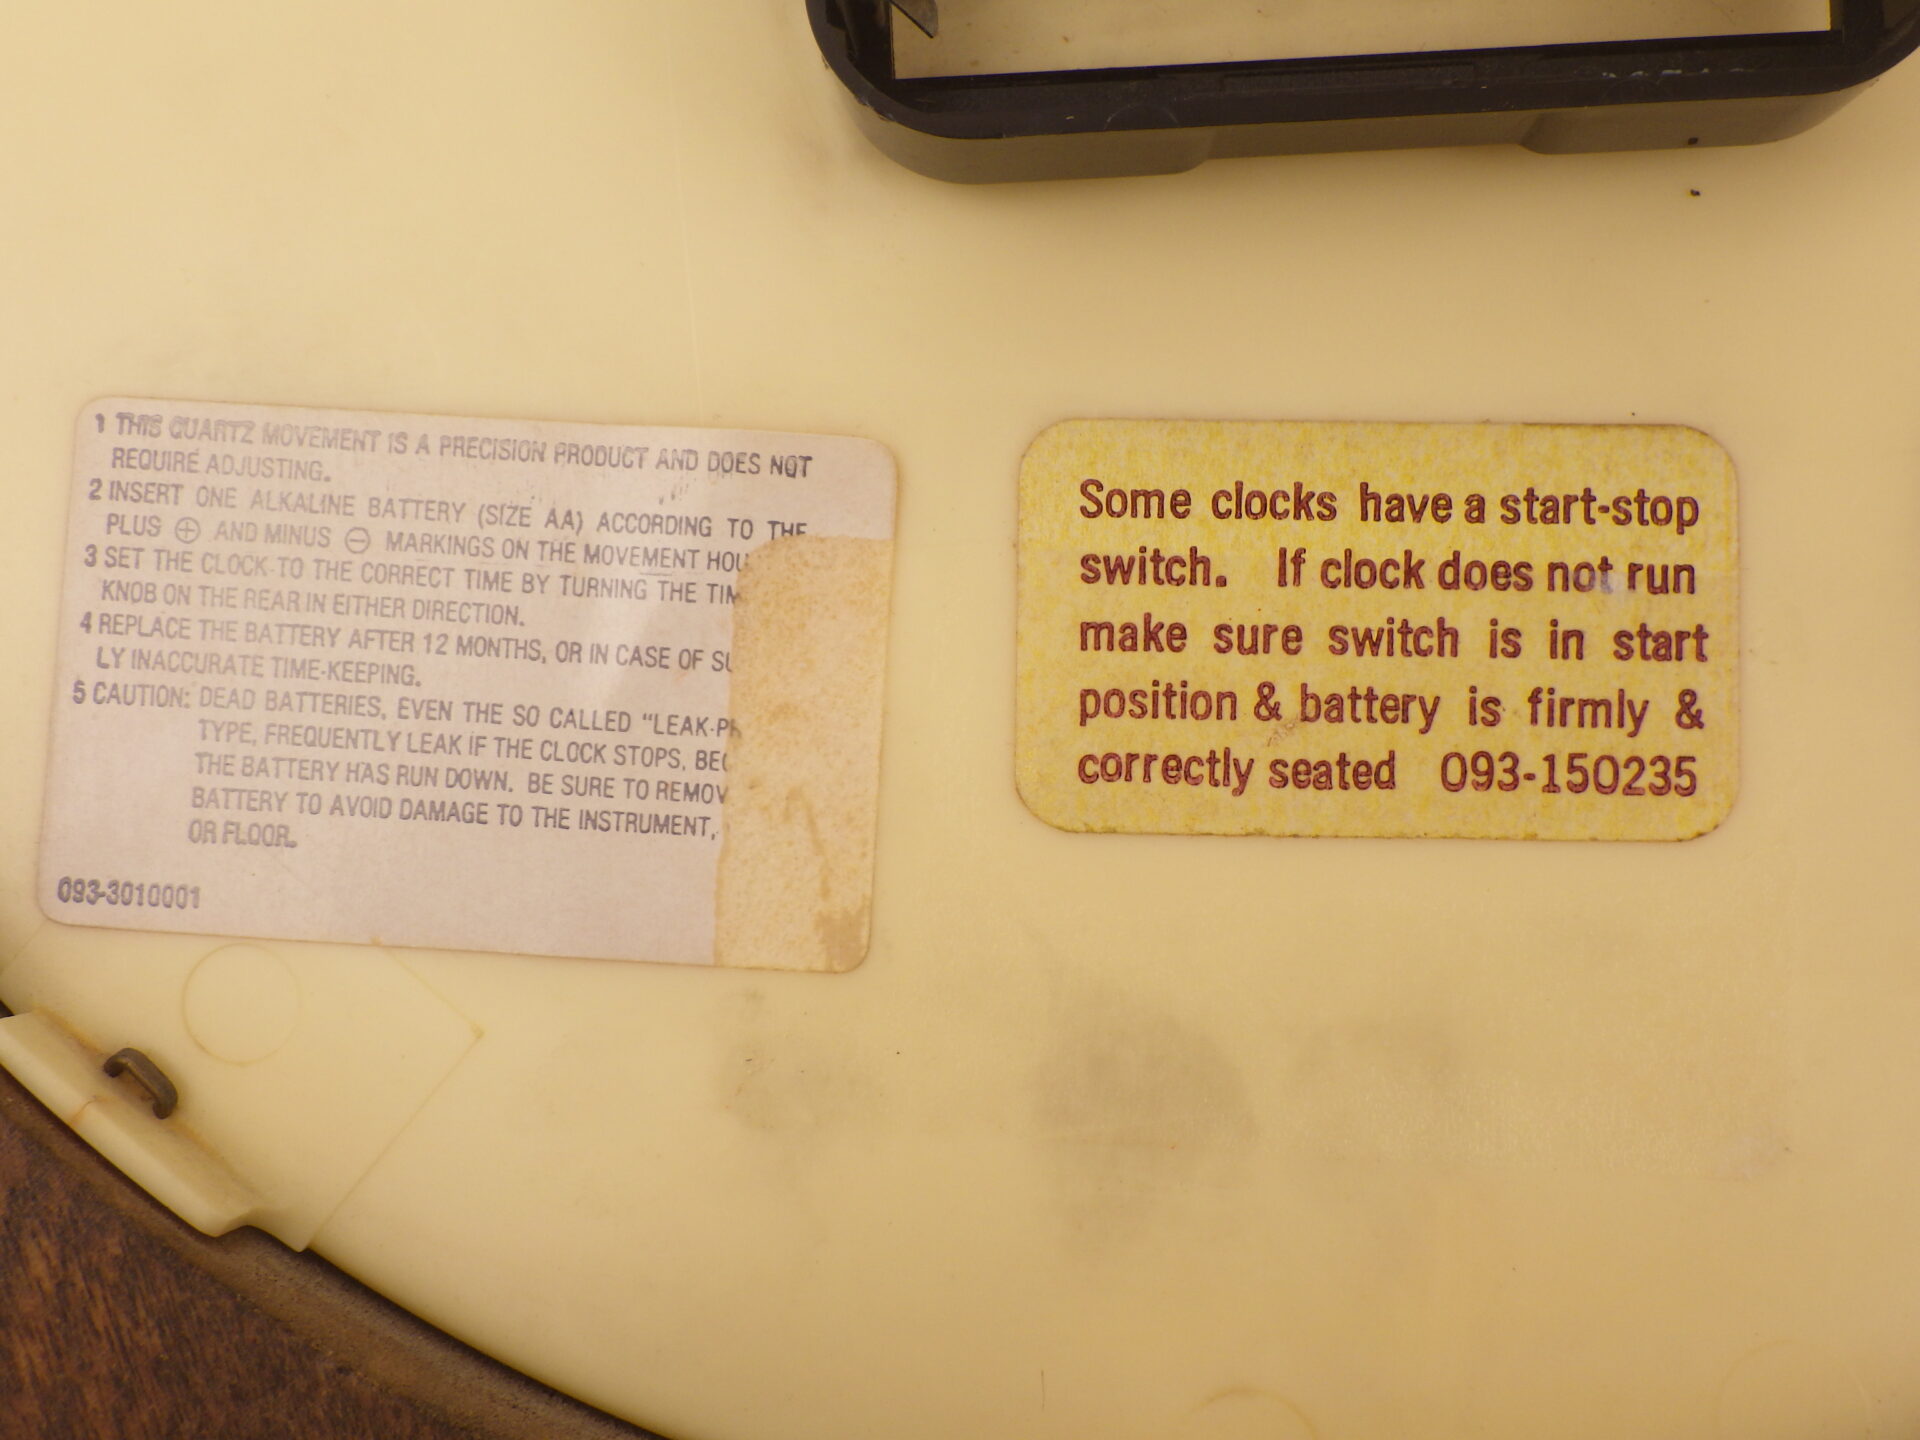 1 THIS QUARTZ MOVEMENT IS A PRECISION PRODUCT AND DOES NOT
REQUIRE ADJUSTING.
2 INSERT ONE ALKALINE BATTERY (SIZE AA) ACCORDING TO THE
PLUS ⊕ AND MINUS ⊖ MARKINGS ON THE MOVEMENT
3 SET THE CLOCK TO THE CORRECT TIME BY TURNING THE
KNOB ON THE REAR IN EITHER DIRECTION.
4 REPLACE THE BATTERY AFTER 12 MONTHS, OR IN CASE OF
LY INACCURATE TIME-KEEPING.
5 CAUTION: DEAD BATTERIES, EVEN THE SO CALLED
TYPE, FREQUENTLY LEAK IF THE CLOCK STOPS,
THE BATTERY HAS RUN DOWN. BE SURE TO
BATTERY TO AVOID DAMAGE TO THE INSTRUMENT,
OR FLOOR.
093-3010001
Some clocks have a start-stop
switch. If clock does not run
make sure switch is in start
position & battery is firmly &
correctly seated 093-150235